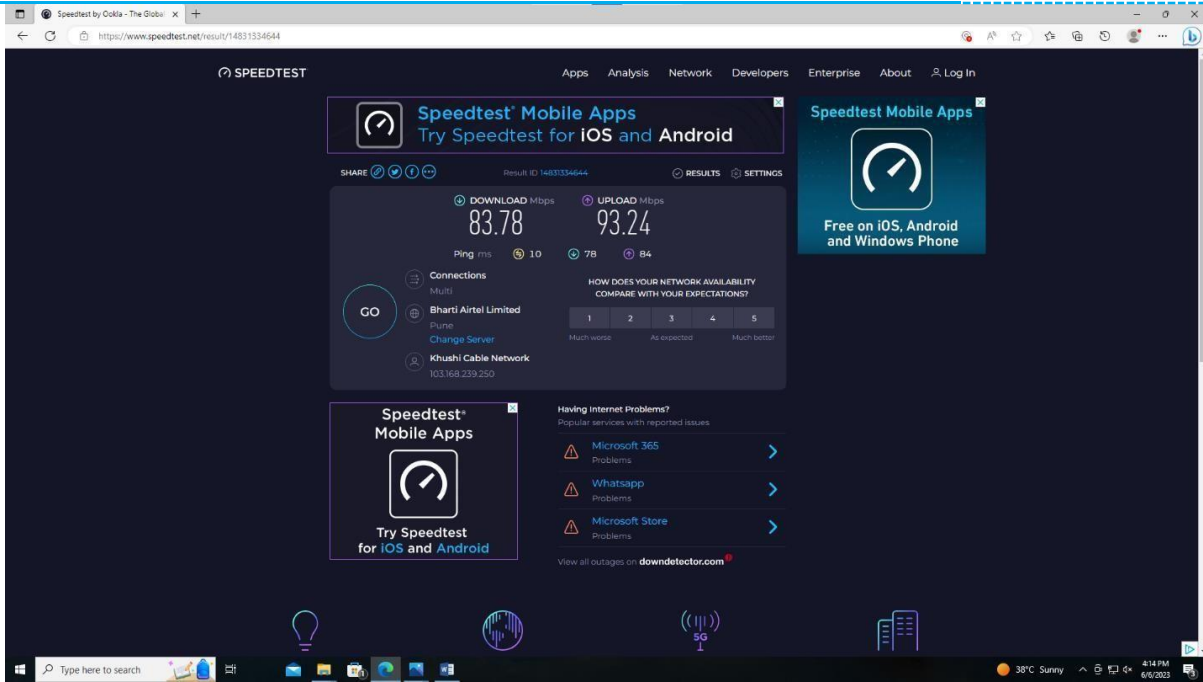 Speedtest by Ookla - The Global
https://www.speedtest.net/result/14831334644
SPEEDTEST
Apps Analysis Network Developers Enterprise About Log In
Speedtest® Mobile Apps
Try Speedtest for iOS and Android
Speedtest Mobile Apps
Free on iOS, Android
and Windows Phone
SHARE Result ID 14831334644 RESULTS SETTINGS
DOWNLOAD Mbps UPLOAD Mbps
83.78 93.24
Ping ms 10 78 84
Connections
Multi
Bharti Airtel Limited
Pune
Change Server
Khushi Cable Network
103.168.239.250
GO
HOW DOES YOUR NETWORK AVAILABILITY
COMPARE WITH YOUR EXPECTATIONS?
1 2 3 4 5
Much worse As expected Much better
Speedtest®
Mobile Apps
Try Speedtest
for iOS and Android
Having Internet Problems?
Popular services with reported issues
Microsoft 365
Problems
Whatsapp
Problems
Microsoft Store
Problems
View all outages on downdetector.com
5G
Type here to search
38°C Sunny
4:14 PM
6/6/2023